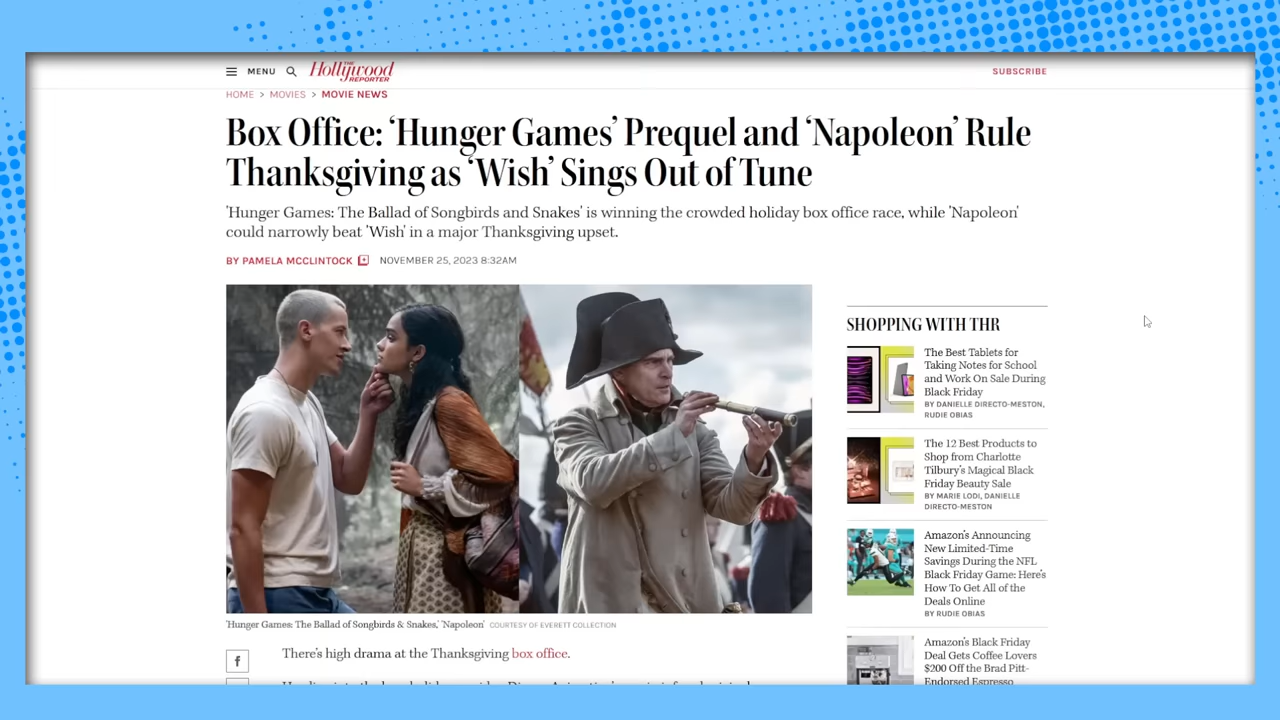 MENU
THE
Hollywood
REPORTER
SUBSCRIBE
HOME > MOVIES > MOVIE NEWS
Box Office: ‘Hunger Games’ Prequel and ‘Napoleon’ Rule
Thanksgiving as ‘Wish’ Sings Out of Tune
'Hunger Games: The Ballad of Songbirds and Snakes' is winning the crowded holiday box office race, while 'Napoleon'
could narrowly beat 'Wish' in a major Thanksgiving upset.
BY PAMELA MCCLINTOCK
NOVEMBER 25, 2023 8:32AM
'Hunger Games: The Ballad of Songbirds & Snakes,' 'Napoleon' COURTESY OF EVERETT COLLECTION
f
There's high drama at the Thanksgiving box office.
SHOPPING WITH THR
The Best Tablets for
Taking Notes for School
and Work On Sale During
Black Friday
BY DANIELLE DIRECTO-MESTON,
RUDIE OBIAS
The 12 Best Products to
Shop from Charlotte
Tilbury's Magical Black
Friday Beauty Sale
BY MARIE LODI, DANIELLE
DIRECTO-MESTON
Amazon's Announcing
New Limited-Time
Savings During the NFL
Black Friday Game: Here's
How To Get All of the
Deals Online
BY RUDIE OBIAS
Amazon's Black Friday
Deal Gets Coffee Lovers
$200 Off the Brad Pitt-
Endorsed Espresso